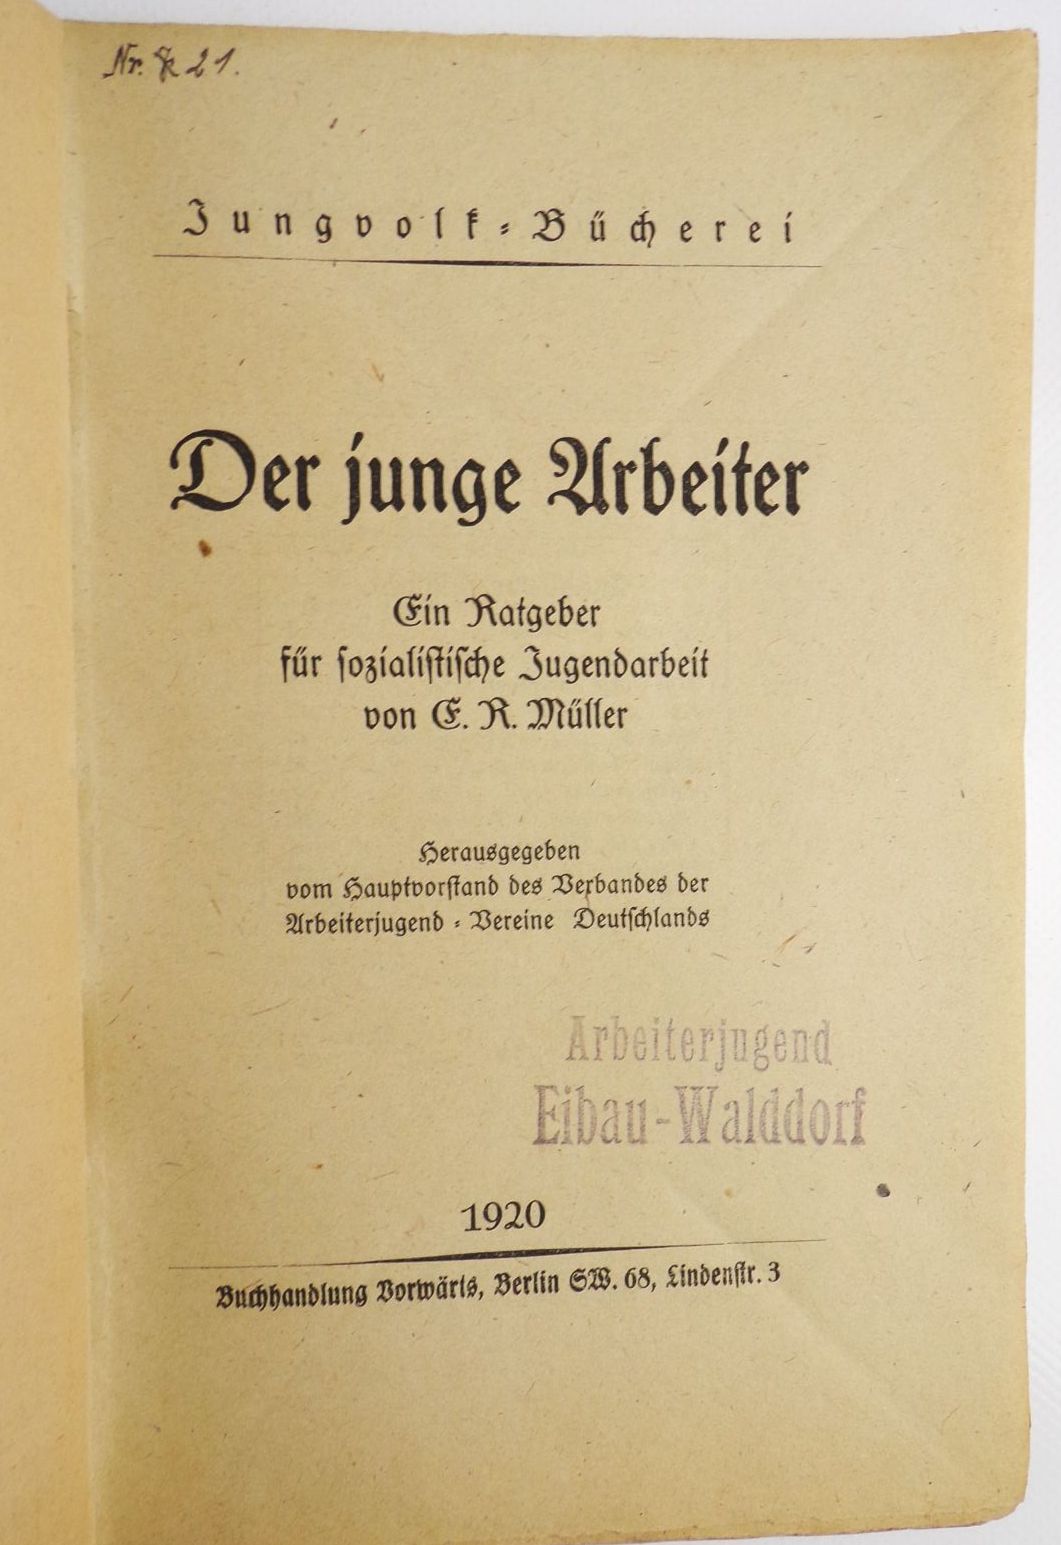 Nr. 21.
Jungvolk-Bücherei
Der junge Arbeiter
Ein Ratgeber
für sozialistische Jugendarbeit
von E. R. Müller
Herausgegeben
vom Hauptvorstand des Verbandes der
Arbeiterjugend-Vereine Deutschlands
Arbeiterjugend
Eibau-Walddorf
1920
Buchhandlung Vorwärts, Berlin SW. 68, Lindenstr. 3